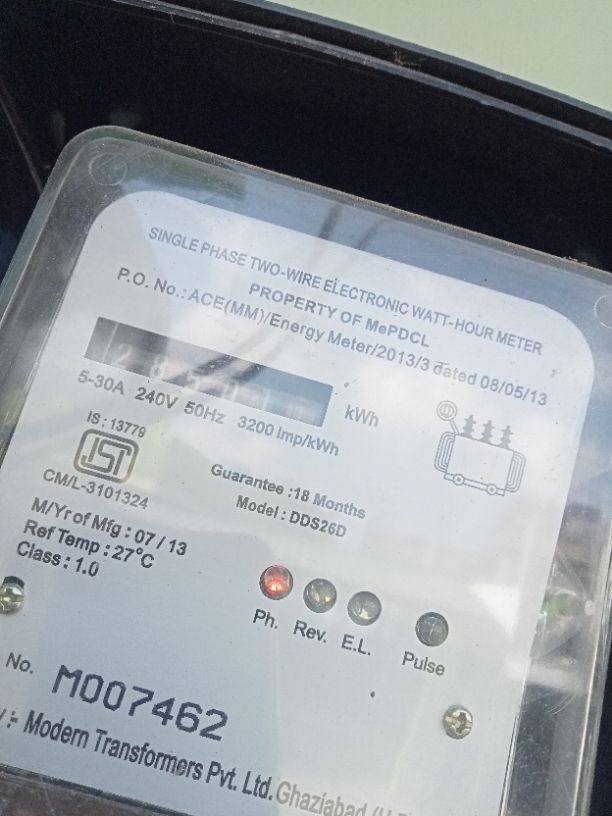 SINGLE PHASE TWO-WIRE ELECTRONIC WATT-HOUR METER
PROPERTY OF MePDCL
P.O. No.: ACE(MM)/Energy Meter/2013/3 dated 08/05/13
kWh
5-30A 240V 50Hz 3200 Imp/kWh
IS : 13779
CM/L-3101324
Guarantee :18 Months
Model : DDS26D
M/Yr of Mfg : 07 / 13
Ref Temp : 27°C
Class : 1.0
Ph. Rev. E.L. Pulse
No. M007462
:- Modern Transformers Pvt. Ltd. Ghaziabad